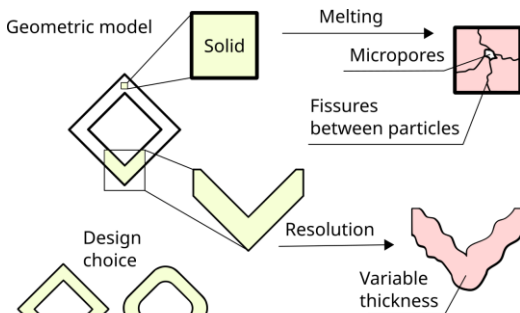 Geometric model
Solid
Melting
Micropores
Fissures
between particles
Resolution
Design
choice
Variable
thickness